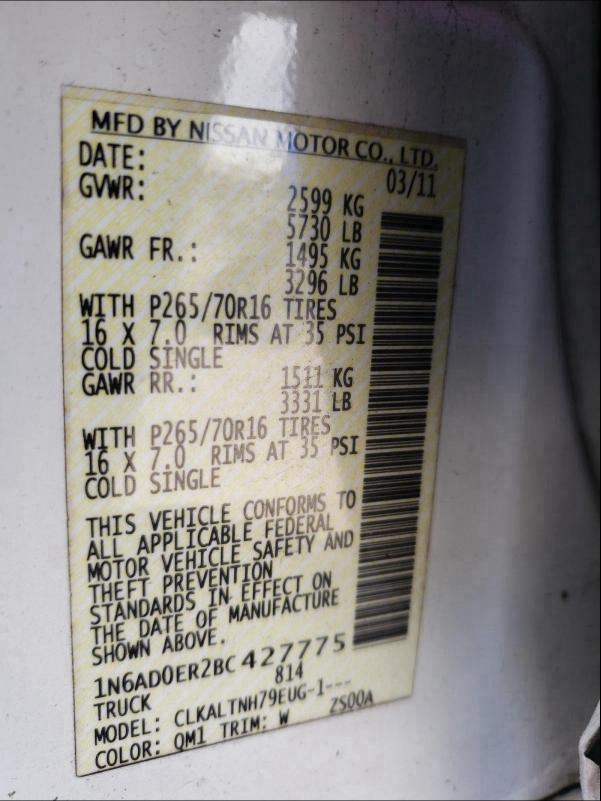 MFD BY NISSAN MOTOR CO., LTD.
DATE: 03/11
GVWR: 2599 KG
5730 LB
GAWR FR.: 1495 KG
3296 LB
WITH P265/70R16 TIRES
16 X 7.0 RIMS AT 35 PSI
COLD SINGLE
GAWR RR.: 1511 KG
3331 LB
WITH P265/70R16 TIRES
16 X 7.0 RIMS AT 35 PSI
COLD SINGLE
THIS VEHICLE CONFORMS TO
ALL APPLICABLE FEDERAL
MOTOR VEHICLE SAFETY AND
THEFT PREVENTION
STANDARDS IN EFFECT ON
THE DATE OF MANUFACTURE
SHOWN ABOVE.
1N6AD0ER2BC427775
TRUCK 814
MODEL: CLKALTNH79EUG-1---
COLOR: QM1 TRIM: W ZS00A